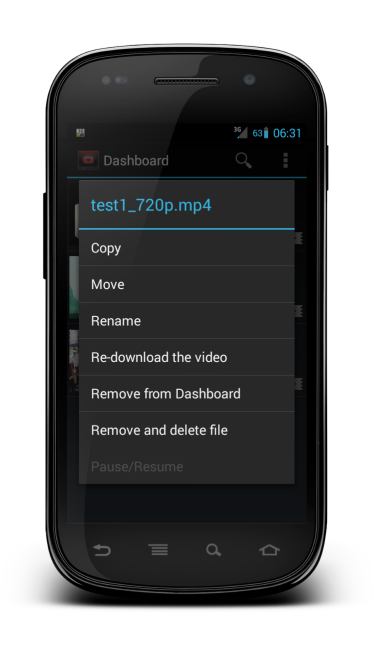 3G 63 06:31
Dashboard
test1_720p.mp4
Copy
Move
Rename
Re-download the video
Remove from Dashboard
Remove and delete file
Pause/Resume